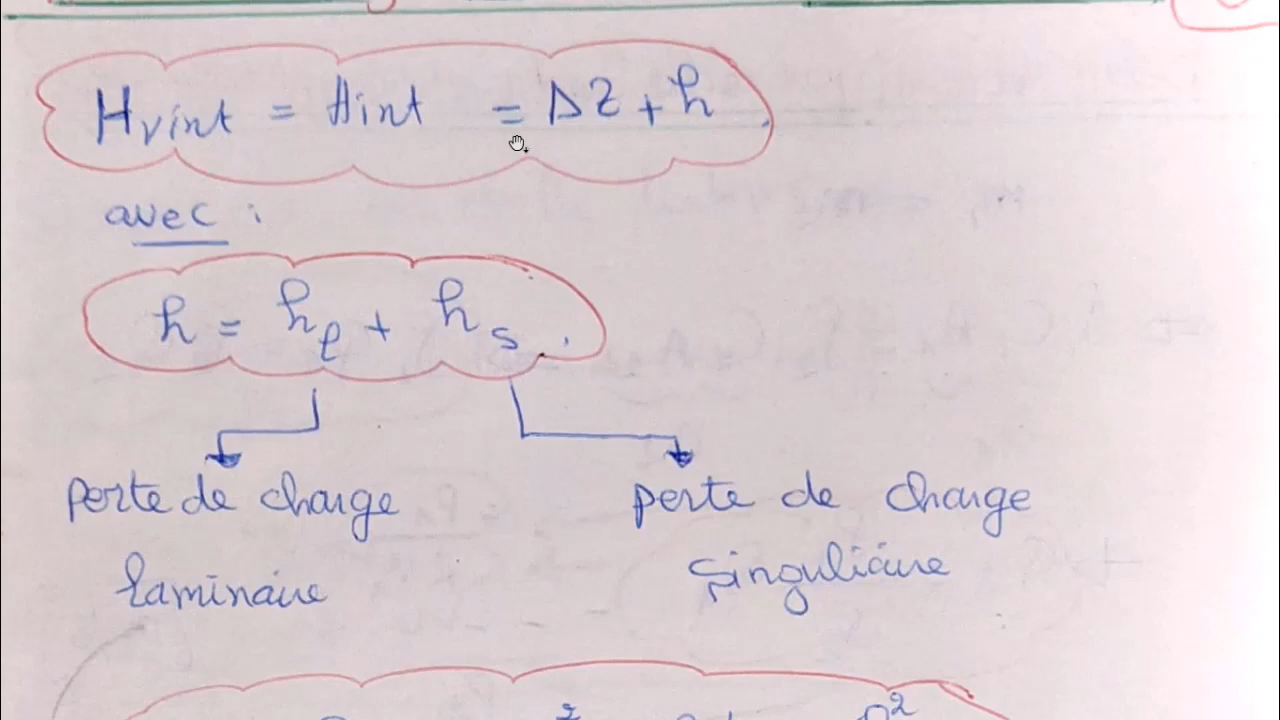 Hvint = Hint = ΔZ + h.
avec :
h = hℓ + hs.
perte de charge perte de charge
laminaire singulière